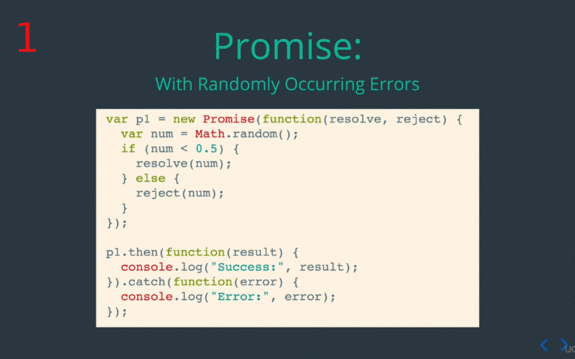 1
Promise:
With Randomly Occurring Errors
var p1 = new Promise(function(resolve, reject) {
  var num = Math.random();
  if (num < 0.5) {
    resolve(num);
  } else {
    reject(num);
  }
});

p1.then(function(result) {
  console.log("Success:", result);
}).catch(function(error) {
  console.log("Error:", error);
});